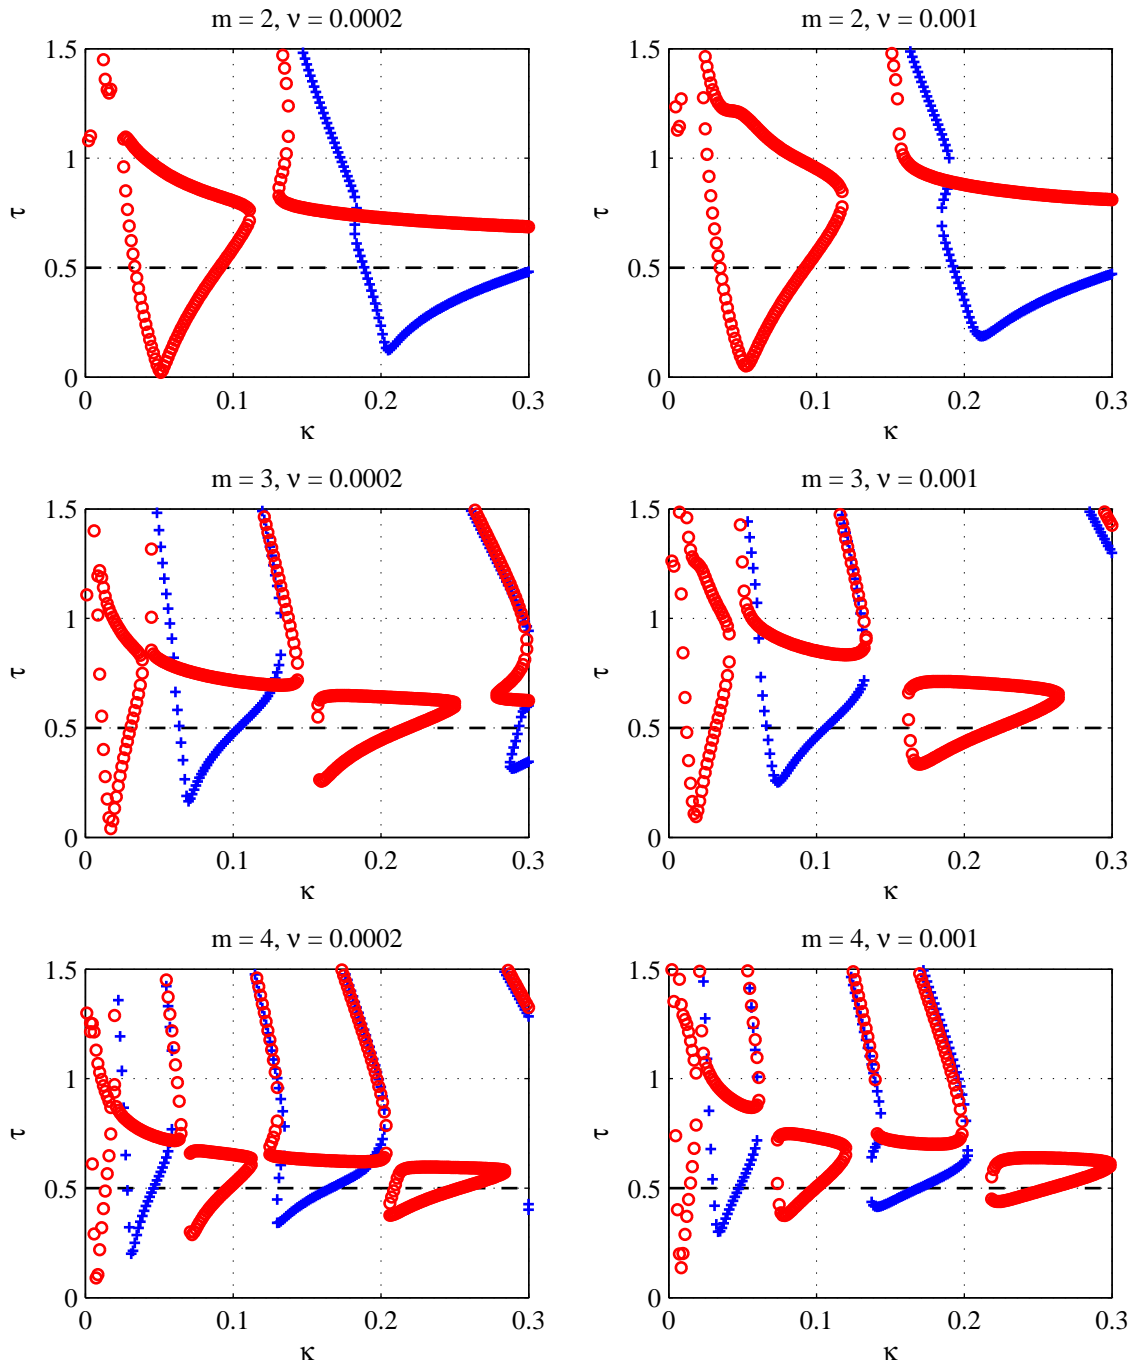 m = 2, ν = 0.0002
1.5
1
0.5
0
τ
0 0.1 0.2 0.3
κ
m = 2, ν = 0.001
1.5
1
0.5
0
τ
0 0.1 0.2 0.3
κ
m = 3, ν = 0.0002
1.5
1
0.5
0
τ
0 0.1 0.2 0.3
κ
m = 3, ν = 0.001
1.5
1
0.5
0
τ
0 0.1 0.2 0.3
κ
m = 4, ν = 0.0002
1.5
1
0.5
0
τ
0 0.1 0.2 0.3
κ
m = 4, ν = 0.001
1.5
1
0.5
0
τ
0 0.1 0.2 0.3
κ